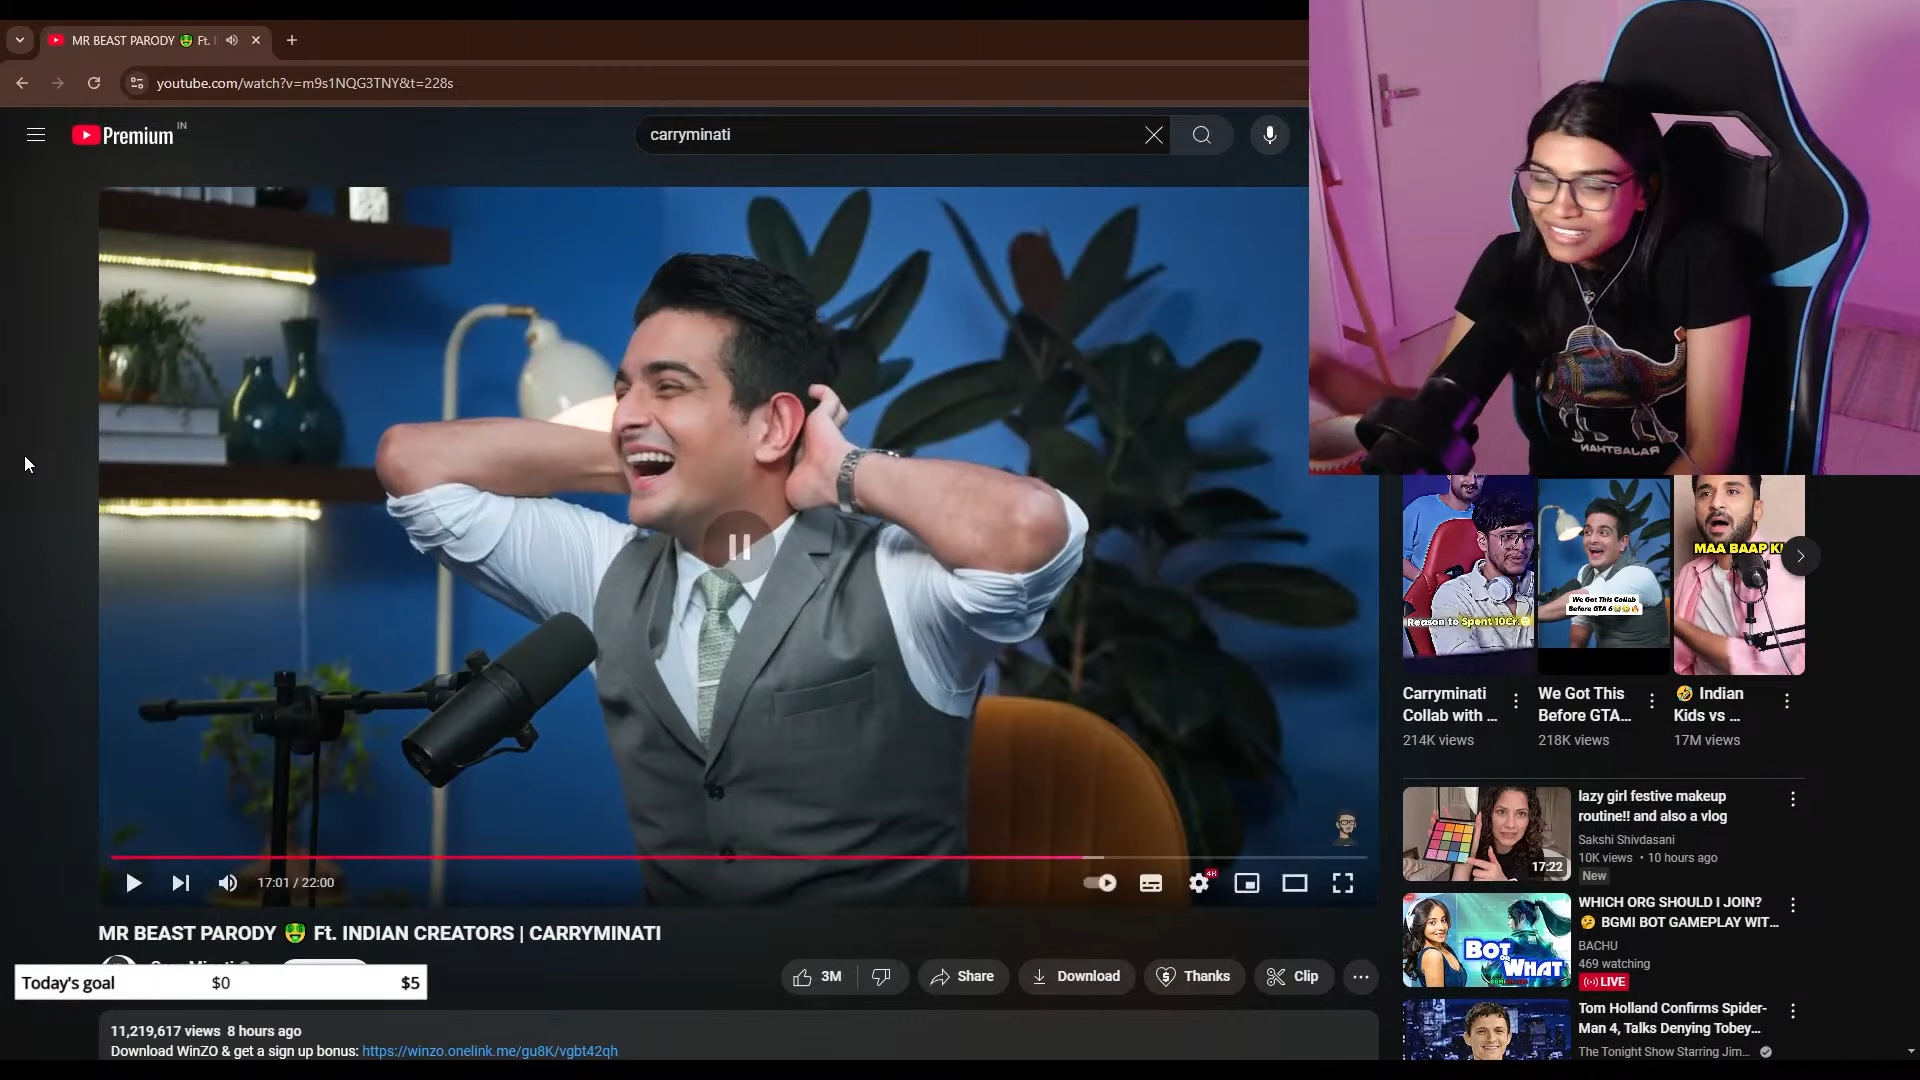 MR BEAST PARODY 🤑 Ft.
youtube.com/watch?v=m9s1NQG3TNY&t=228s
Premium IN
carryminati
17:01 / 22:00
4K
MR BEAST PARODY 🤑 Ft. INDIAN CREATORS | CARRYMINATI
3M
Share
Download
Thanks
Clip
Today's goal $0 $5
11,219,617 views 8 hours ago
Download WinZO & get a sign up bonus: https://winzo.onelink.me/gu8K/vgbt42qh
NAHTBALAR
Reason to Spent 10Cr.
We Got This Collab
Before GTA 6
MAA BAAP KI
Carryminati
Collab with ...
214K views
We Got This
Before GTA...
218K views
🤣 Indian
Kids vs ...
17M views
17:22
lazy girl festive makeup
routine!! and also a vlog
Sakshi Shivdasani
10K views • 10 hours ago
New
BOT
OR
WHAT
WHICH ORG SHOULD I JOIN?
🤔 BGMI BOT GAMEPLAY WIT...
BACHU
469 watching
LIVE
Tom Holland Confirms Spider-
Man 4, Talks Denying Tobey...
The Tonight Show Starring Jim...